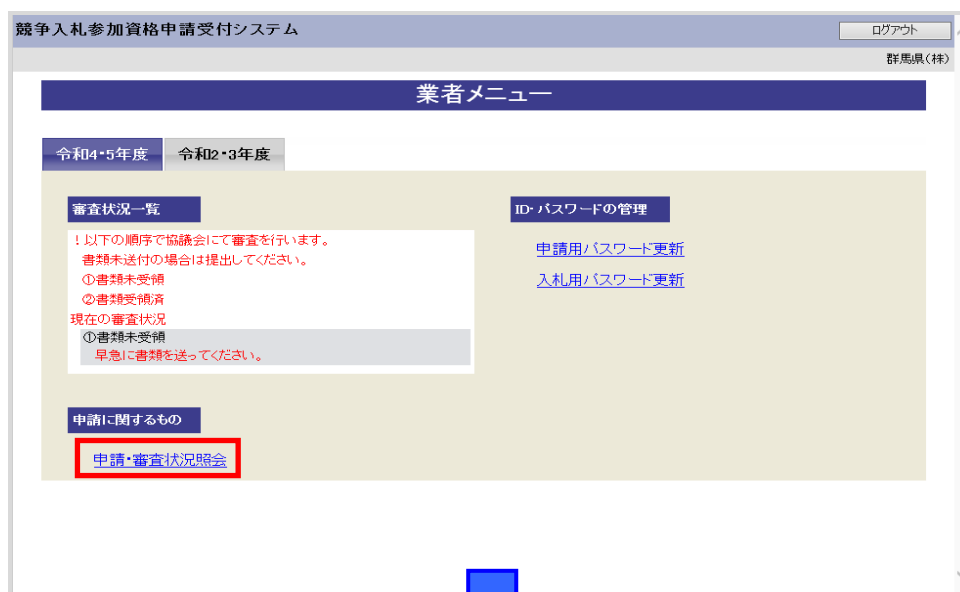 競争入札参加資格申請受付システム
ログアウト
群馬県(株)
業者メニュー
令和4・5年度
令和2・3年度
審査状況一覧
！以下の順序で協議会にて審査を行います。
書類未送付の場合は提出してください。
①書類未受領
②書類受領済
現在の審査状況
①書類未受領
早急に書類を送ってください。
ID・パスワードの管理
申請用パスワード更新
入札用パスワード更新
申請に関するもの
申請・審査状況照会